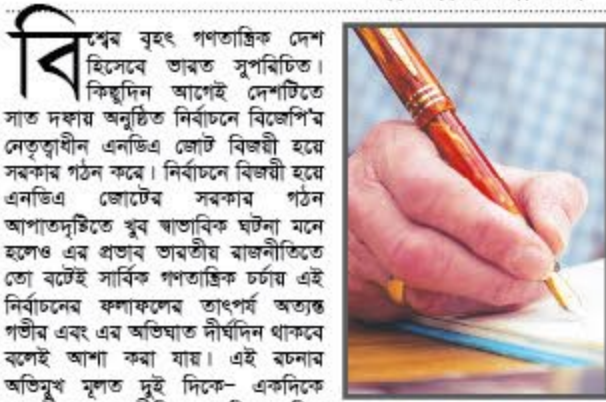 বিশ্বের বৃহৎ গণতান্ত্রিক দেশ
হিসেবে ভারত সুপরিচিত।
কিছুদিন আগেই দেশটিতে
সাত দফায় অনুষ্ঠিত নির্বাচনে বিজেপি'র
নেতৃত্বাধীন এনডিএ জোট বিজয়ী হয়ে
সরকার গঠন করে। নির্বাচনে বিজয়ী হয়ে
এনডিএ জোটের সরকার গঠন
আপাতদৃষ্টিতে খুব স্বাভাবিক ঘটনা মনে
হলেও এর প্রভাব ভারতীয় রাজনীতিতে
তো বটেই সার্বিক গণতান্ত্রিক চর্চায় এই
নির্বাচনের ফলাফলের তাৎপর্য অত্যন্ত
গভীর এবং এর অভিঘাত দীর্ঘদিন থাকবে
বলেই আশা করা যায়। এই রচনার
অভিমুখ মূলত দুই দিকে– একদিকে